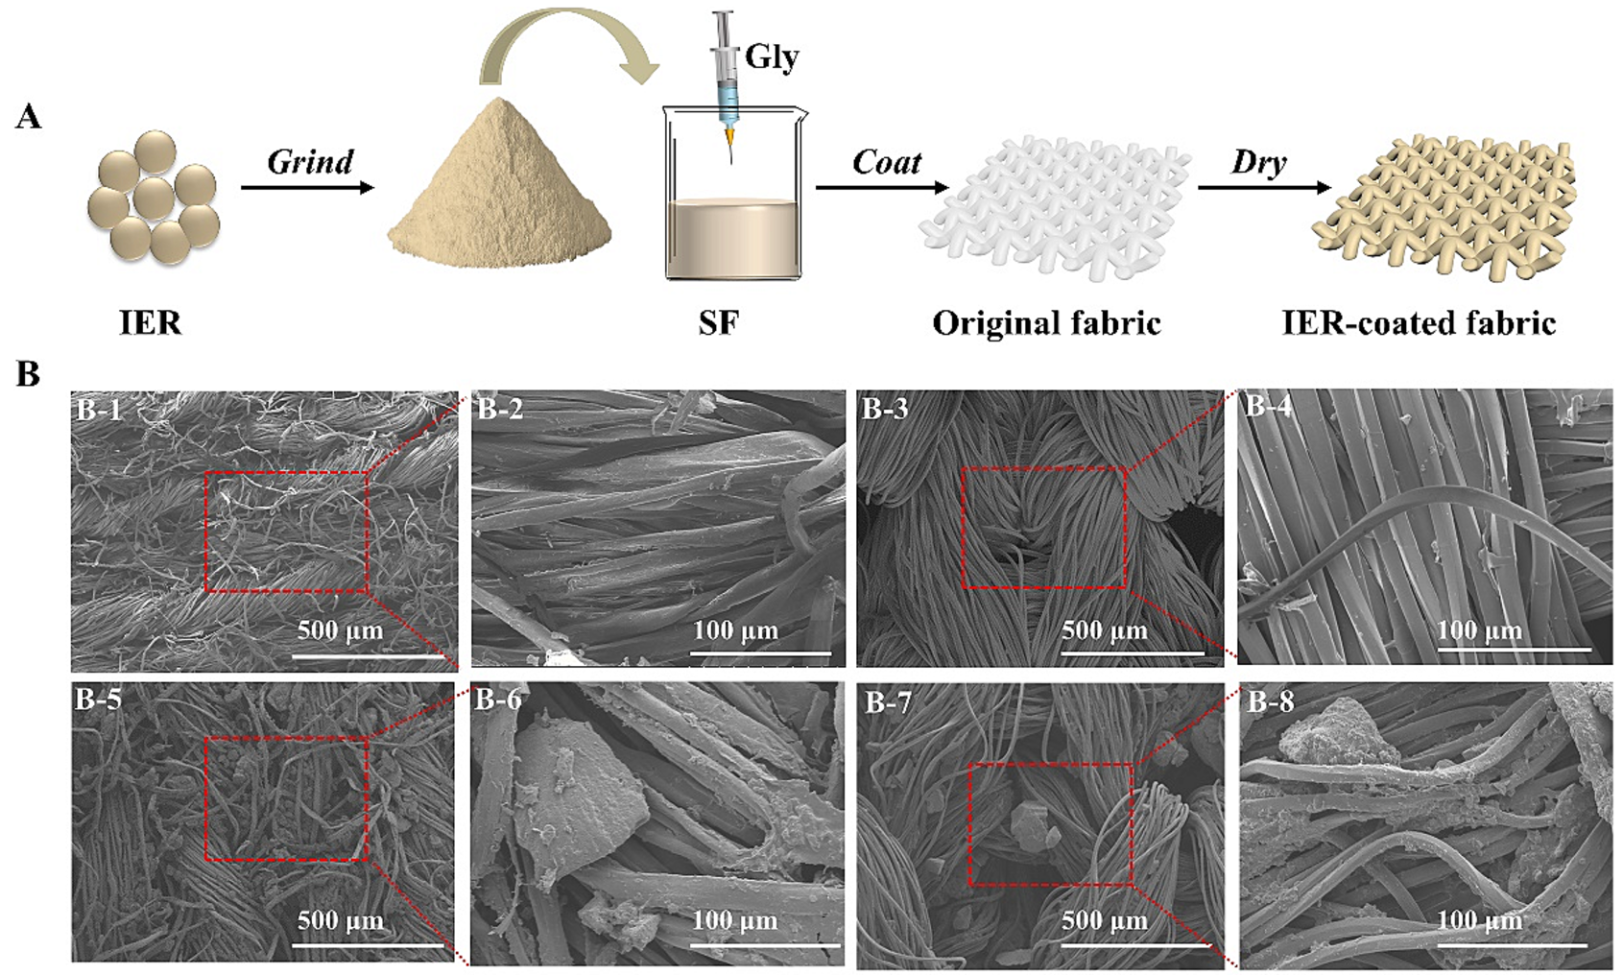 A
Gly
Grind
Coat
Dry
IER
SF
Original fabric
IER-coated fabric
B
B-1
500 μm
B-2
100 μm
B-3
500 μm
B-4
100 μm
B-5
500 μm
B-6
100 μm
B-7
500 μm
B-8
100 μm